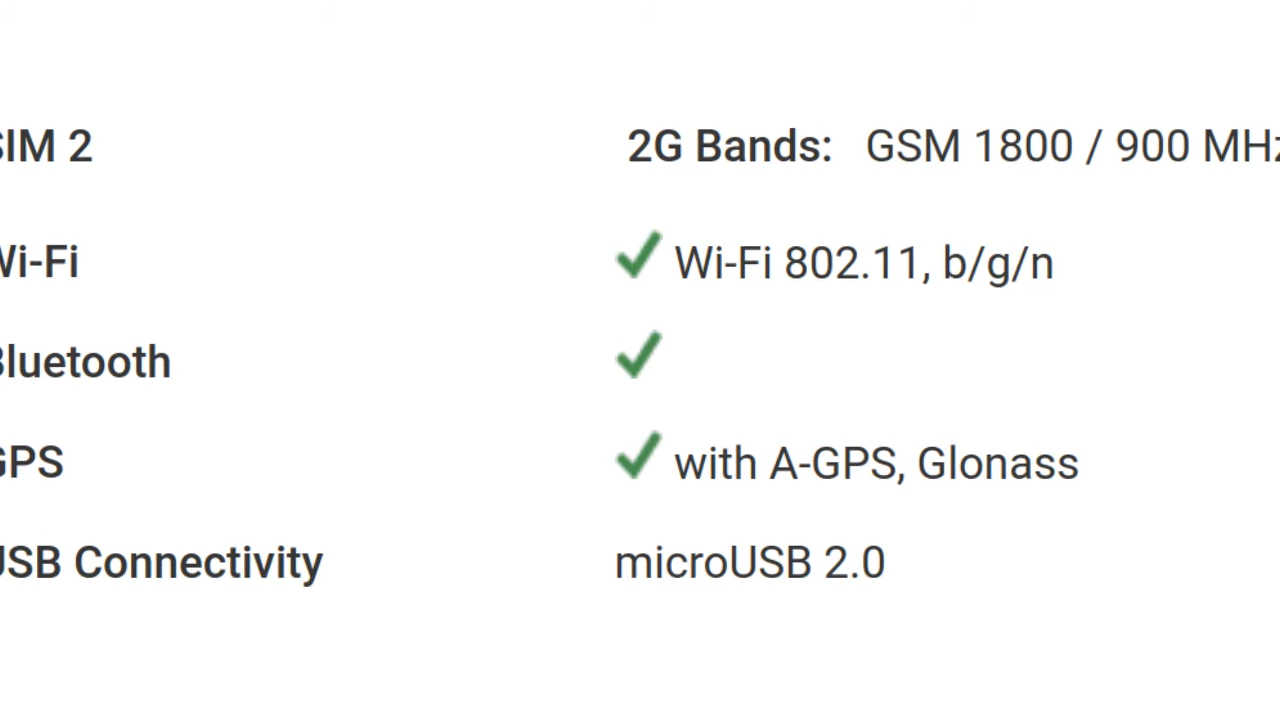 SIM 2 2G Bands: GSM 1800 / 900 MHz
Wi-Fi Wi-Fi 802.11, b/g/n
Bluetooth
GPS with A-GPS, Glonass
USB Connectivity microUSB 2.0